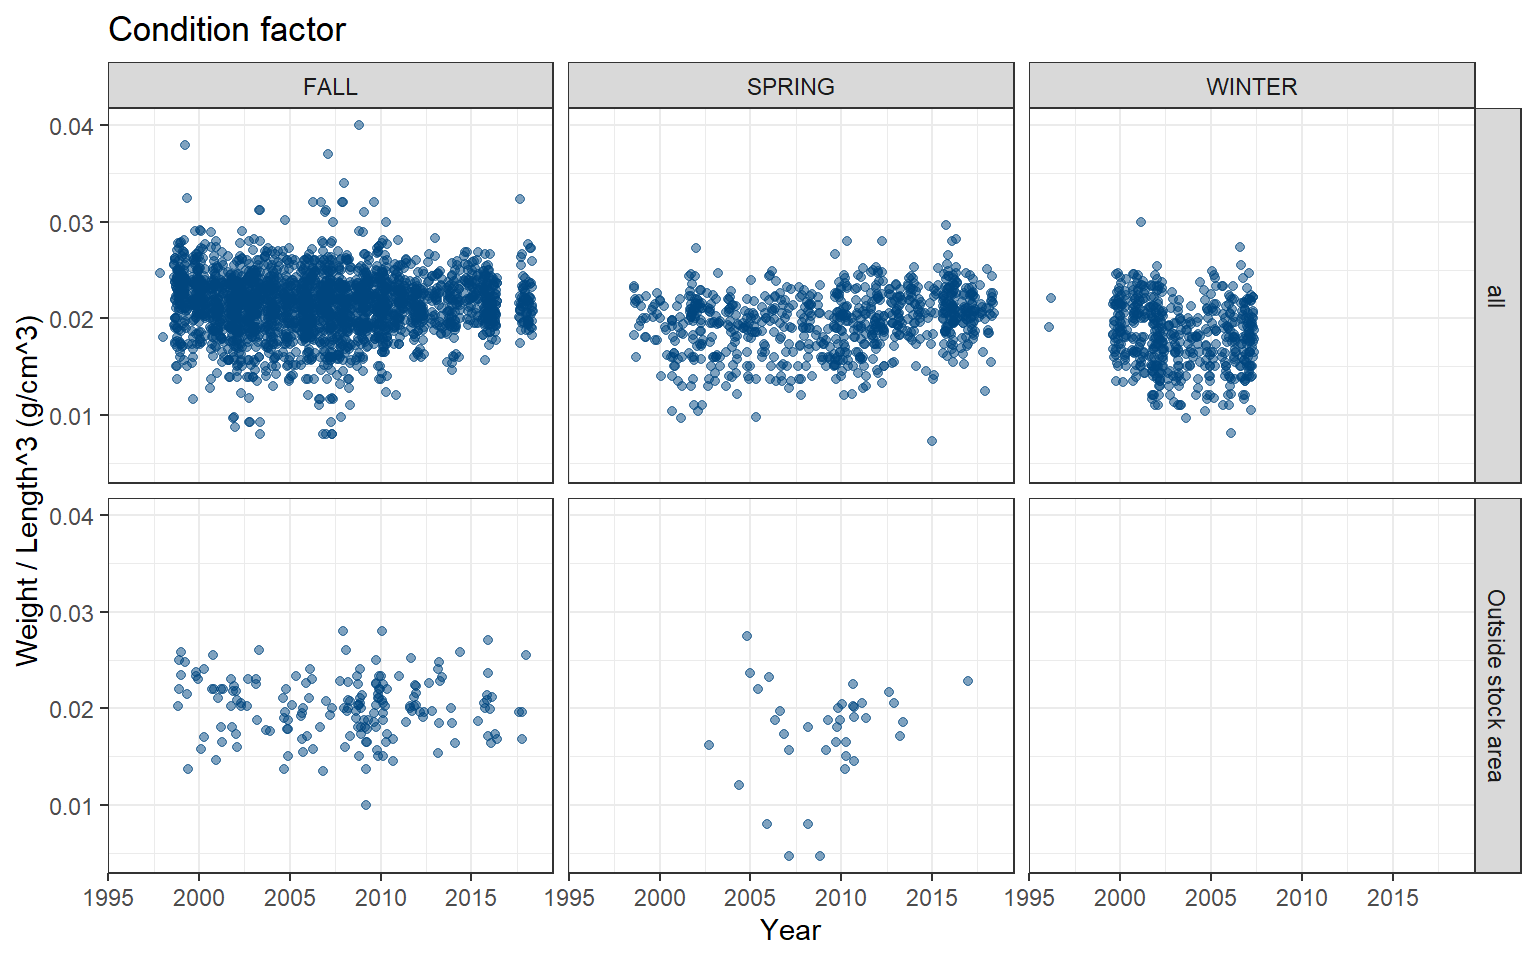 Condition factor
FALL
SPRING
WINTER
0.04
0.03
0.02
0.01
all
Weight / Length^3 (g/cm^3)
0.04
0.03
0.02
0.01
Outside stock area
1995 2000 2005 2010 2015
1995 2000 2005 2010 2015
1995 2000 2005 2010 2015
Year